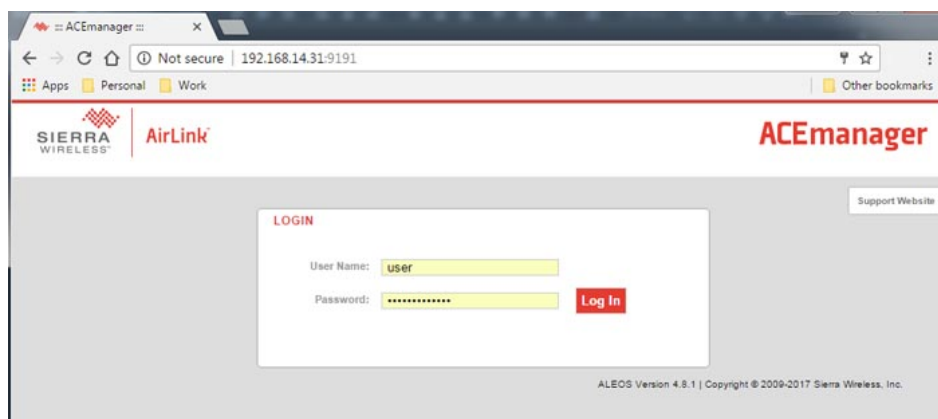 ::: ACEmanager :::
Not secure | 192.168.14.31:9191
Apps Personal Work Other bookmarks
SIERRA WIRELESS AirLink ACEmanager
Support Website
LOGIN
User Name: user
Password: •••••••••••••
Log In
ALEOS Version 4.8.1 | Copyright © 2009-2017 Sierra Wireless, Inc.